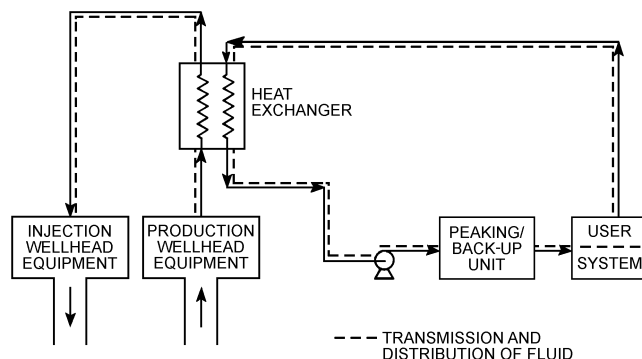 HEAT
EXCHANGER
INJECTION
WELLHEAD
EQUIPMENT
PRODUCTION
WELLHEAD
EQUIPMENT
PEAKING/
BACK-UP
UNIT
USER
SYSTEM
TRANSMISSION AND
DISTRIBUTION OF FLUID